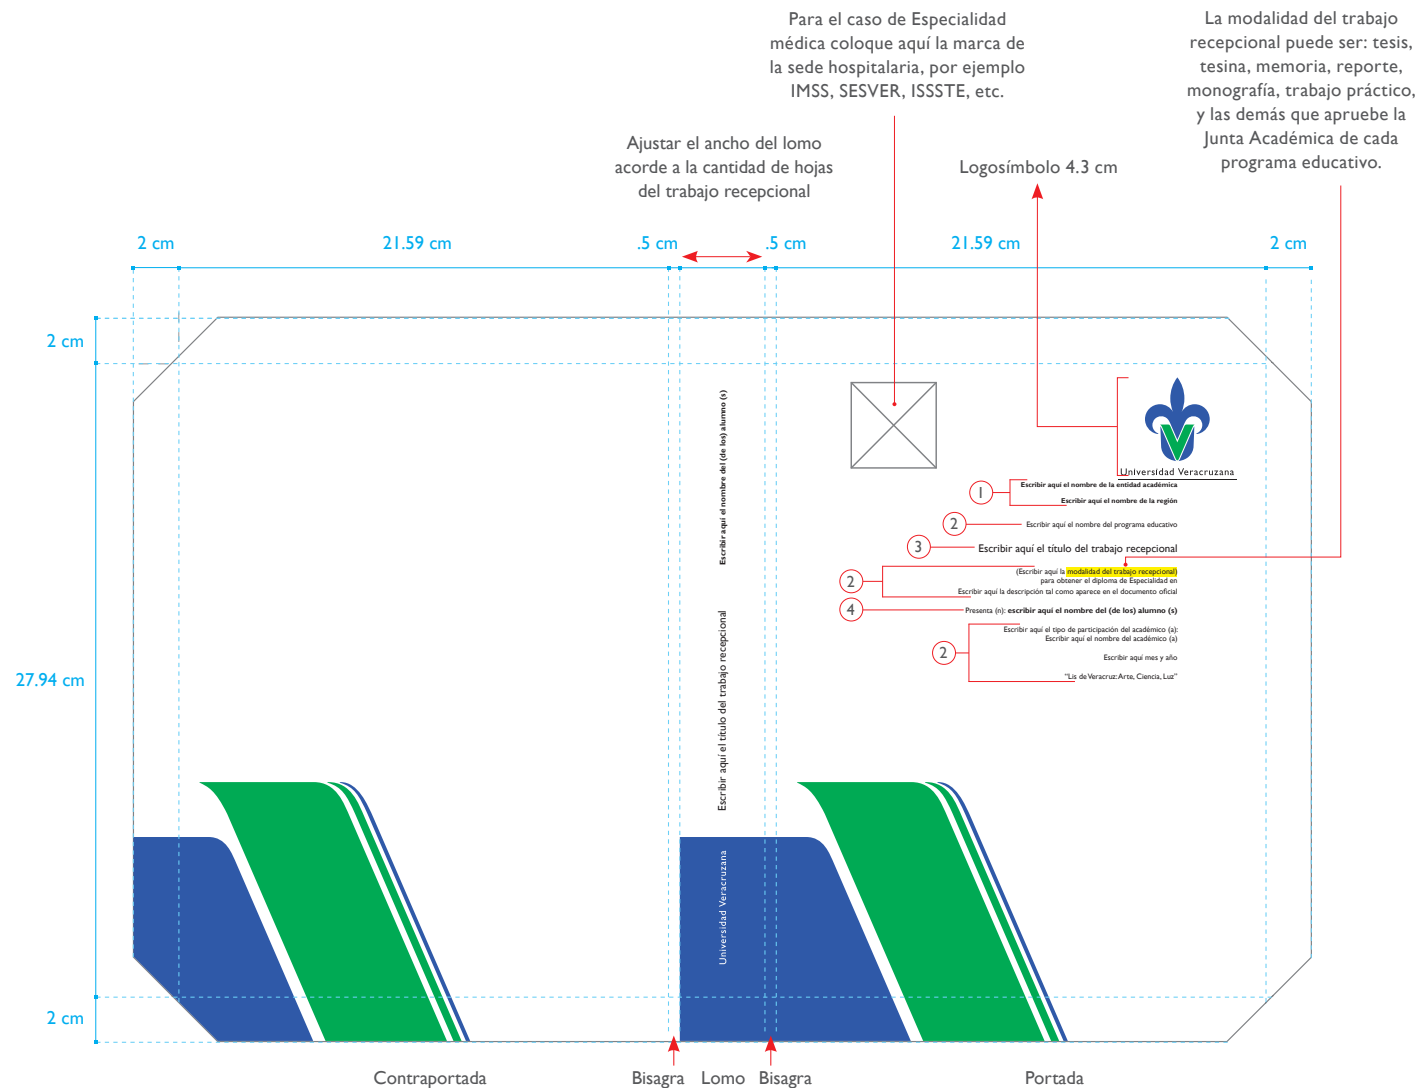 Para el caso de Especialidad
médica coloque aquí la marca de
la sede hospitalaria, por ejemplo
IMSS, SESVER, ISSSTE, etc.
La modalidad del trabajo
recepcional puede ser: tesis,
tesina, memoria, reporte,
monografía, trabajo práctico,
y las demás que apruebe la
Junta Académica de cada
programa educativo.
Ajustar el ancho del lomo
acorde a la cantidad de hojas
del trabajo recepcional
Logosímbolo 4.3 cm
2 cm
21.59 cm
.5 cm
.5 cm
21.59 cm
2 cm
2 cm
27.94 cm
2 cm
Escribir aquí el nombre del (de los) alumno (s)
Escribir aquí el título del trabajo recepcional
Universidad Veracruzana
Universidad Veracruzana
1
Escribir aquí el nombre de la entidad académica
Escribir aquí el nombre de la región
2
Escribir aquí el nombre del programa educativo
3
Escribir aquí el título del trabajo recepcional
2
(Escribir aquí la modalidad del trabajo recepcional)
para obtener el diploma de Especialidad en
Escribir aquí la descripción tal como aparece en el documento oficial
4
Presenta (n): escribir aquí el nombre del (de los) alumno (s)
2
Escribir aquí el tipo de participación del académico (a):
Escribir aquí el nombre del académico (a)
Escribir aquí mes y año
"Lis de Veracruz: Arte, Ciencia, Luz"
Contraportada
Bisagra
Lomo
Bisagra
Portada